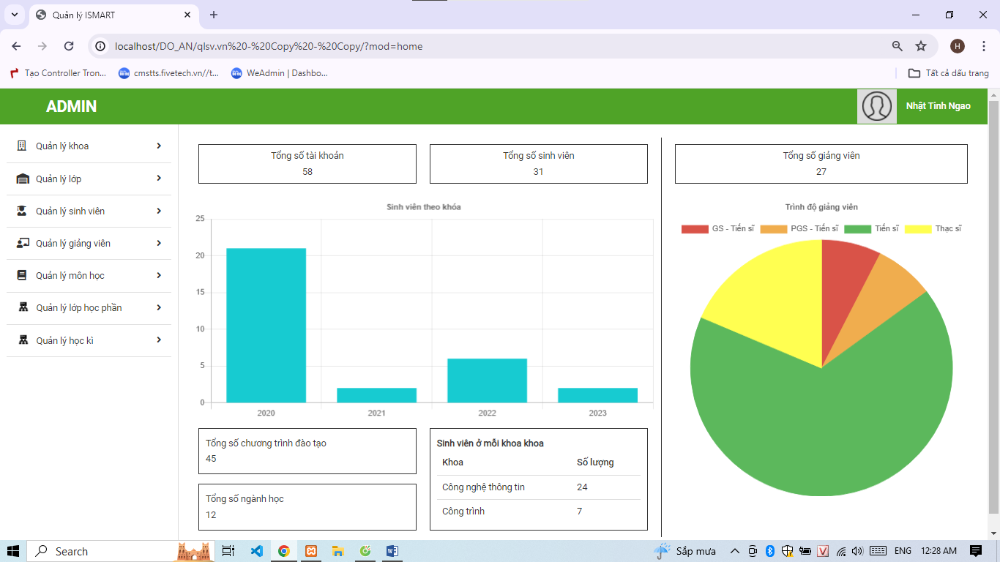 Quản lý ISMART
localhost/DO_AN/qlsv.vn%20-%20Copy%20-%20Copy/?mod=home
H
Tạo Controller Tron...
cmstts.fivetech.vn//t...
WeAdmin | Dashbo...
Tất cả dấu trang
ADMIN
Nhật Tinh Ngao
Quản lý khoa
Quản lý lớp
Quản lý sinh viên
Quản lý giảng viên
Quản lý môn học
Quản lý lớp học phần
Quản lý học kì
Tổng số tài khoản
58
Tổng số sinh viên
31
Tổng số giảng viên
27
Sinh viên theo khóa
25
20
15
10
5
0
2020 2021 2022 2023
Trình độ giảng viên
GS - Tiến sĩ PGS - Tiến sĩ Tiến sĩ Thạc sĩ
Tổng số chương trình đào tạo
45
Tổng số ngành học
12
Sinh viên ở mỗi khoa khoa
Khoa Số lượng
Công nghệ thông tin 24
Công trình 7
Search
Sắp mưa
ENG
12:28 AM